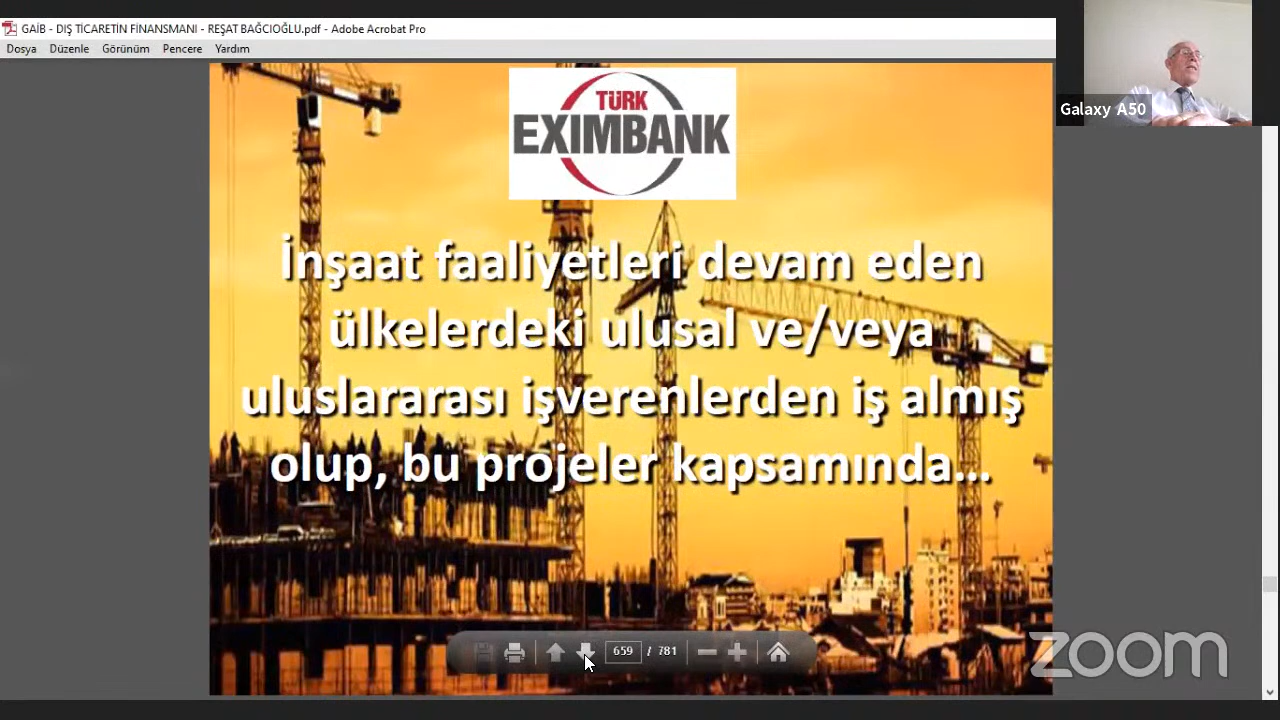 GAİB - DIŞ TİCARETİN FİNANSMANI - REŞAT BAĞCIOĞLU.pdf - Adobe Acrobat Pro
Dosya Düzenle Görünüm Pencere Yardım
Galaxy A50
TÜRK
EXIMBANK
İnşaat faaliyetleri devam eden
ülkelerdeki ulusal ve/veya
uluslararası işverenlerden iş almış
olup, bu projeler kapsamında...
659 / 781
zoom